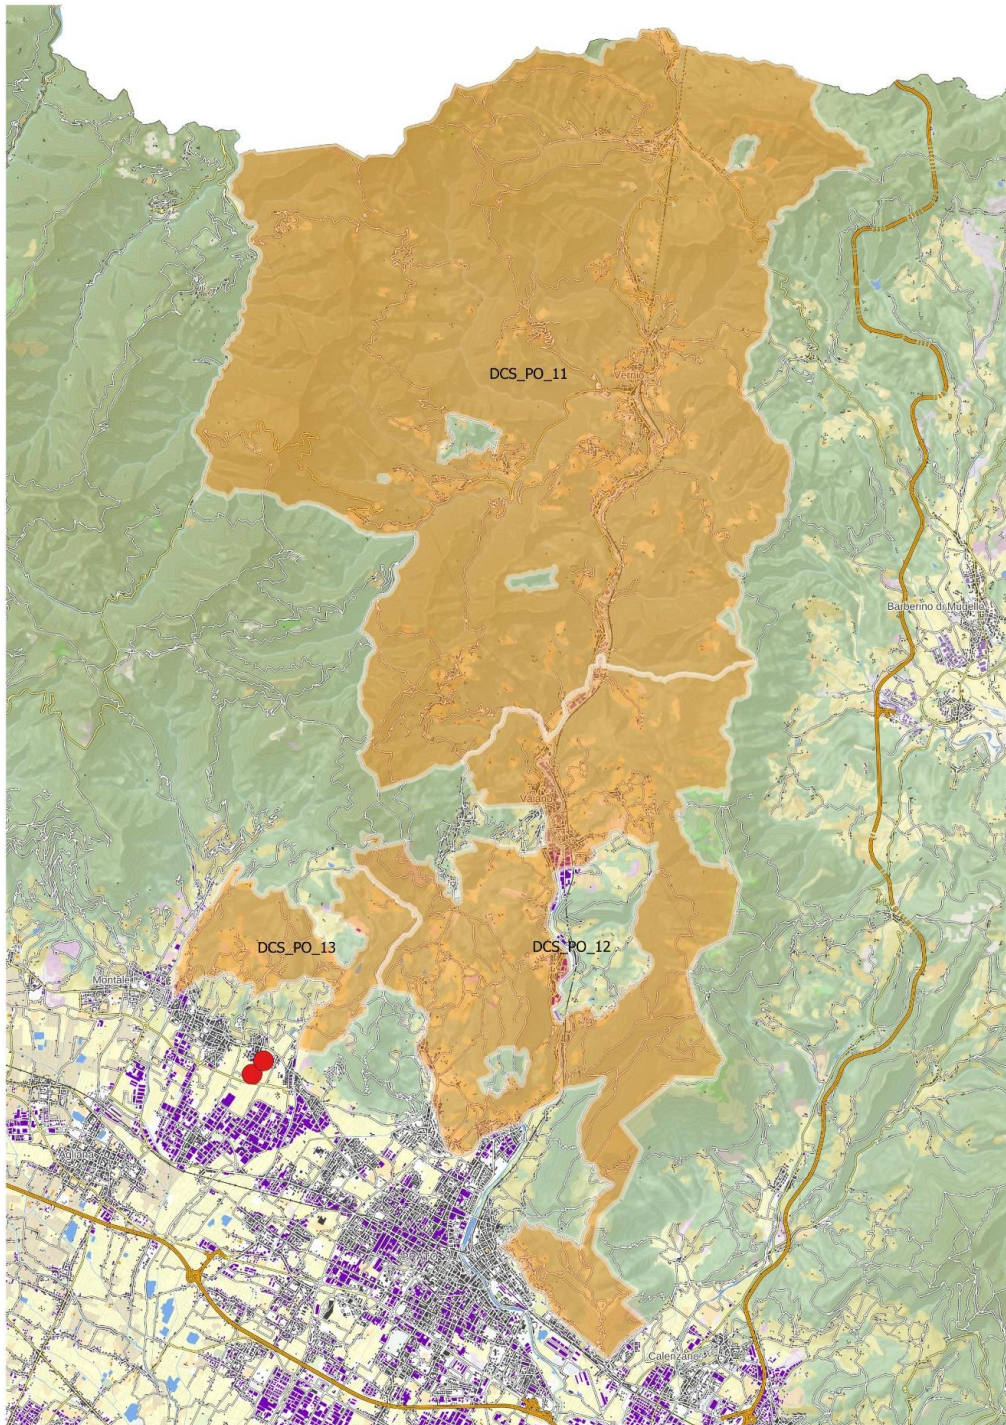 DCS_PO_11
Vernio
Barberino di Mugello
Vaiano
DCS_PO_13
DCS_PO_12
Montale
Agliana
Calenzano